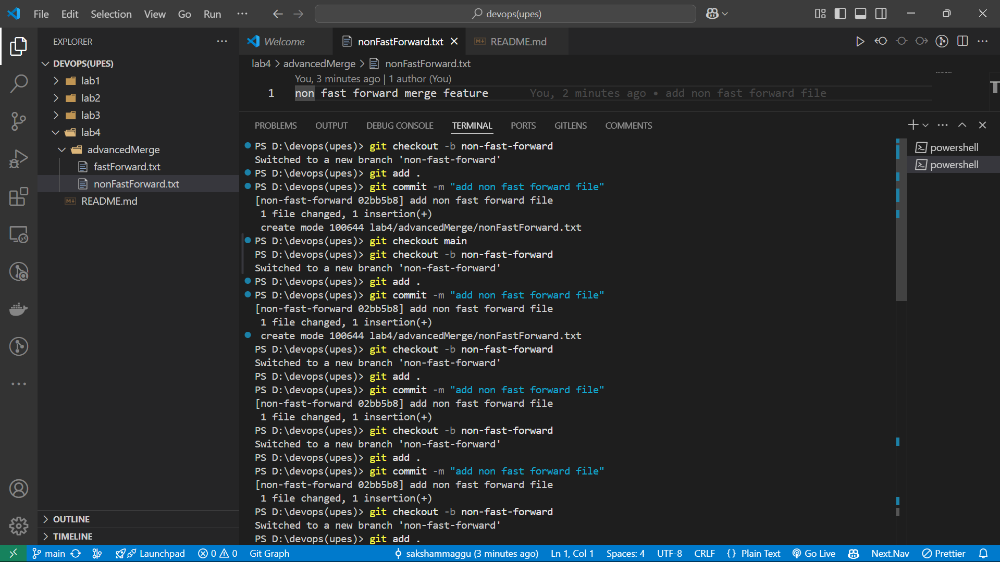 File Edit Selection View Go Run
devops(upes)
EXPLORER
DEVOPS(UPES)
lab1
lab2
lab3
lab4
advancedMerge
fastForward.txt
nonFastForward.txt
README.md
OUTLINE
TIMELINE
Welcome nonFastForward.txt README.md
lab4 > advancedMerge > nonFastForward.txt
You, 3 minutes ago | 1 author (You)
1 non fast forward merge feature You, 2 minutes ago • add non fast forward file
PROBLEMS OUTPUT DEBUG CONSOLE TERMINAL PORTS GITLENS COMMENTS
PS D:\devops(upes)> git checkout -b non-fast-forward
Switched to a new branch 'non-fast-forward'
PS D:\devops(upes)> git add .
PS D:\devops(upes)> git commit -m "add non fast forward file"
[non-fast-forward 02bb5b8] add non fast forward file
1 file changed, 1 insertion(+)
create mode 100644 lab4/advancedMerge/nonFastForward.txt
PS D:\devops(upes)> git checkout main
PS D:\devops(upes)> git checkout -b non-fast-forward
Switched to a new branch 'non-fast-forward'
PS D:\devops(upes)> git add .
PS D:\devops(upes)> git commit -m "add non fast forward file"
[non-fast-forward 02bb5b8] add non fast forward file
1 file changed, 1 insertion(+)
create mode 100644 lab4/advancedMerge/nonFastForward.txt
PS D:\devops(upes)> git checkout -b non-fast-forward
Switched to a new branch 'non-fast-forward'
PS D:\devops(upes)> git add .
PS D:\devops(upes)> git commit -m "add non fast forward file"
[non-fast-forward 02bb5b8] add non fast forward file
1 file changed, 1 insertion(+)
PS D:\devops(upes)> git checkout -b non-fast-forward
Switched to a new branch 'non-fast-forward'
PS D:\devops(upes)> git add .
PS D:\devops(upes)> git commit -m "add non fast forward file"
[non-fast-forward 02bb5b8] add non fast forward file
1 file changed, 1 insertion(+)
PS D:\devops(upes)> git checkout -b non-fast-forward
Switched to a new branch 'non-fast-forward'
PS D:\devops(upes)> git add .
powershell
powershell
main Launchpad 0 0 Git Graph sakshammaggu (3 minutes ago) Ln 1, Col 1 Spaces: 4 UTF-8 CRLF {} Plain Text Go Live Next.Nav Prettier